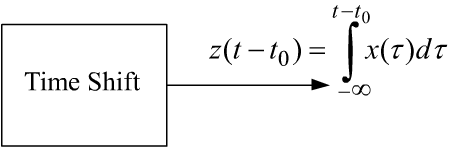 Time Shift
z(t − t₀) = ∫_{−∞}^{t−t₀} x(τ)dτ